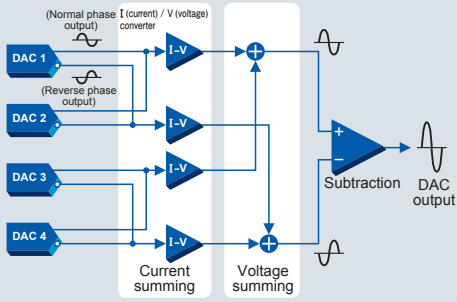 (Normal phase
output)
I (current) / V (voltage)
converter
DAC 1
I-V
+
(Reverse phase
output)
DAC 2
I-V
+
−
DAC 3
I-V
Subtraction
DAC
output
DAC 4
I-V
+
Current
summing
Voltage
summing